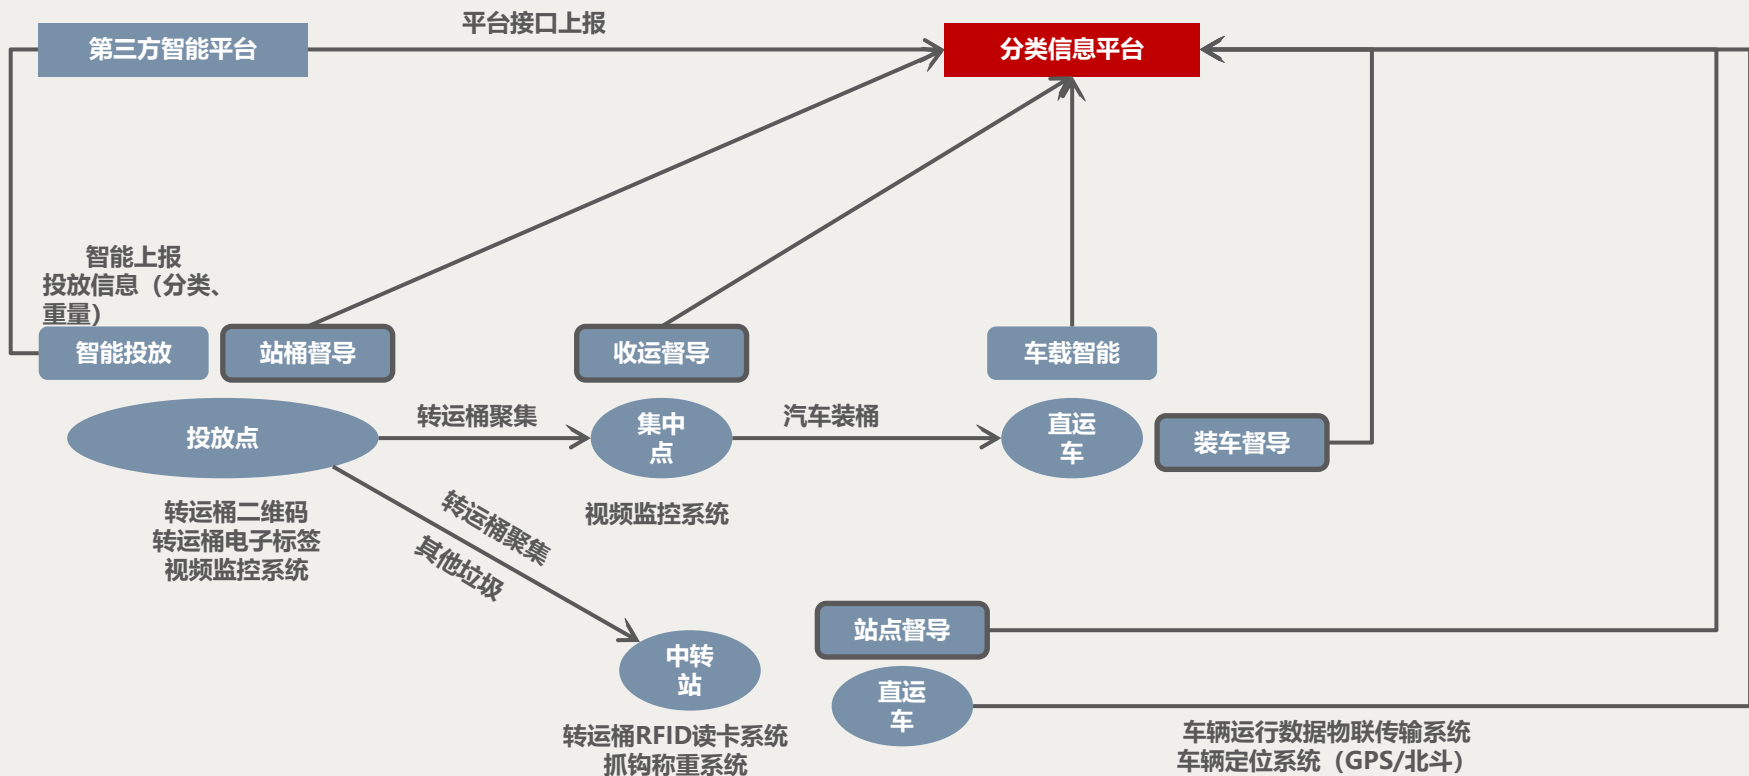 平台接口上报
第三方智能平台
分类信息平台
智能上报
投放信息（分类、
重量）
智能投放
站桶督导
收运督导
车载智能
投放点
转运桶聚集
集中
点
汽车装桶
直运
车
装车督导
转运桶二维码
转运桶电子标签
视频监控系统
视频监控系统
转运桶聚集
其他垃圾
站点督导
中转
站
直运
车
转运桶RFID读卡系统
抓钩称重系统
车辆运行数据物联传输系统
车辆定位系统（GPS/北斗）